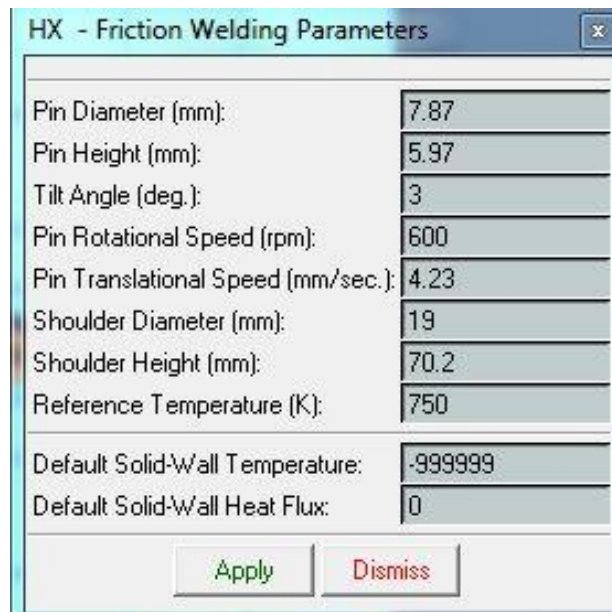 HX - Friction Welding Parameters x
Pin Diameter (mm): 7.87
Pin Height (mm): 5.97
Tilt Angle (deg.): 3
Pin Rotational Speed (rpm): 600
Pin Translational Speed (mm/sec.): 4.23
Shoulder Diameter (mm): 19
Shoulder Height (mm): 70.2
Reference Temperature (K): 750
Default Solid-Wall Temperature: -999999
Default Solid-Wall Heat Flux: 0
Apply Dismiss